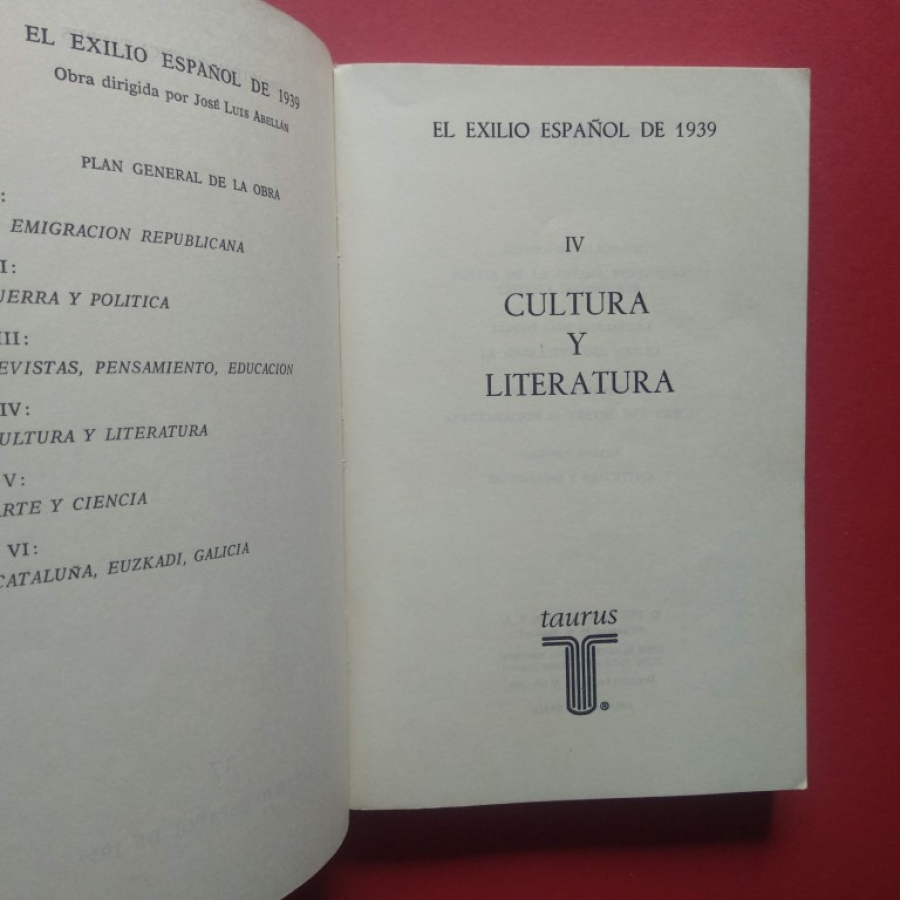 EL EXILIO ESPAÑOL DE 1939
Obra dirigida por José Luis Abellán
PLAN GENERAL DE LA OBRA
:
EMIGRACION REPUBLICANA
I:
UERRA Y POLITICA
III:
EVISTAS, PENSAMIENTO, EDUCACION
IV:
ULTURA Y LITERATURA
V:
ARTE Y CIENCIA
VI:
CATALUÑA, EUZKADI, GALICIA
EL EXILIO ESPAÑOL DE 1939
IV
CULTURA
Y
LITERATURA
taurus
T®